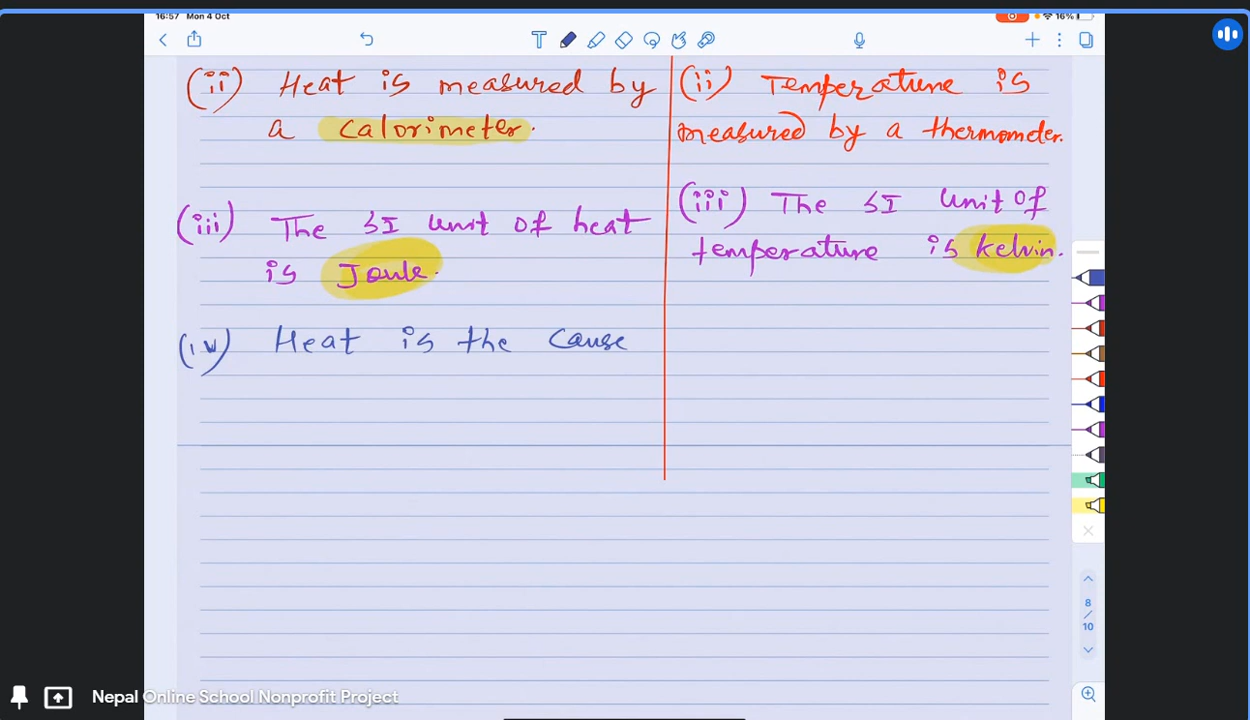 16:57 Mon 4 Oct
16%
T
(ii) Heat is measured by
a calorimeter.
(iii) The SI unit of heat
is Joule.
(iv) Heat is the cause
(ii) Temperature is
measured by a thermometer.
(iii) The SI unit of
temperature is kelvin.
8
/
10
Nepal Online School Nonprofit Project